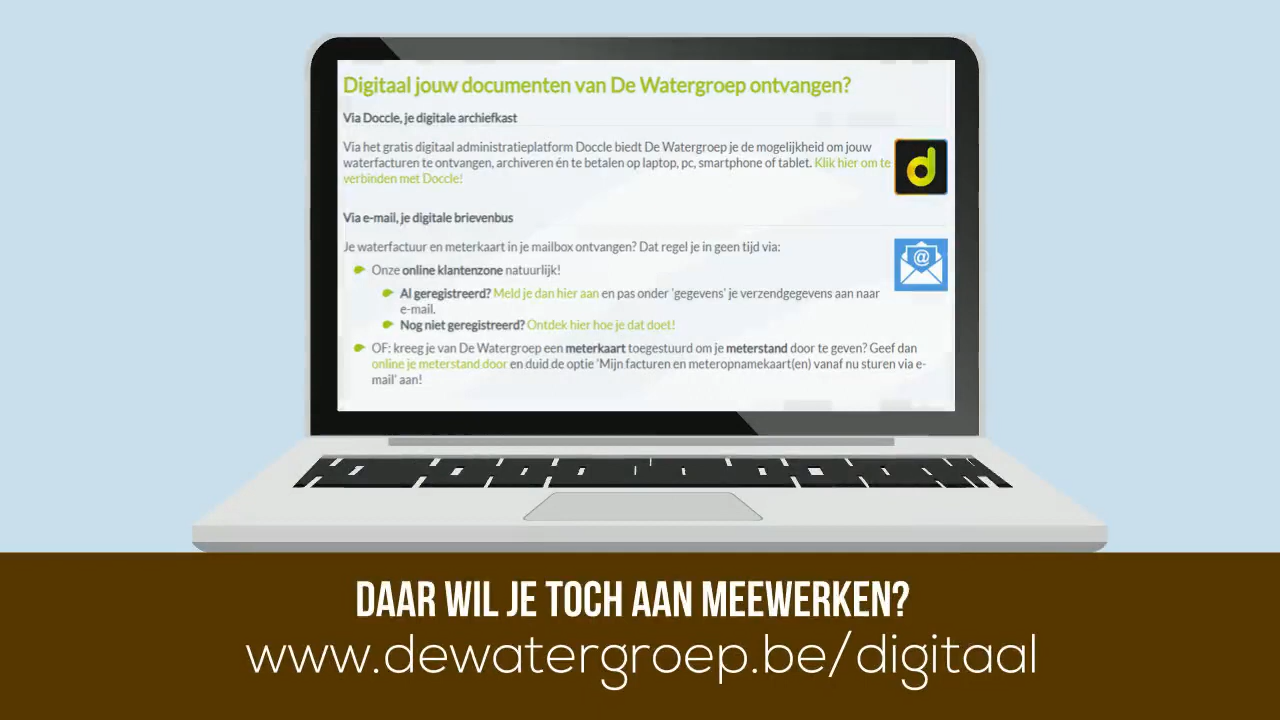 Digitaal jouw documenten van De Watergroep ontvangen?
Via Doccle, je digitale archiefkast
Via het gratis digitaal administratieplatform Doccle biedt De Watergroep je de mogelijkheid om jouw
waterfacturen te ontvangen, archiveren én te betalen op laptop, pc, smartphone of tablet. Klik hier om te
verbinden met Doccle!
d
Via e-mail, je digitale brievenbus
Je waterfactuur en meterkaart in je mailbox ontvangen? Dat regel je in geen tijd via:
@
Onze online klantenzone natuurlijk!
Al geregistreerd? Meld je dan hier aan en pas onder 'gegevens' je verzendgegevens aan naar
e-mail.
Nog niet geregistreerd? Ontdek hier hoe je dat doet!
OF: kreeg je van De Watergroep een meterkaart toegestuurd om je meterstand door te geven? Geef dan
online je meterstand door en duid de optie 'Mijn facturen en meteropnamekaart(en) vanaf nu sturen via e-
mail' aan!
DAAR WIL JE TOCH AAN MEEWERKEN?
www.dewatergroep.be/digitaal